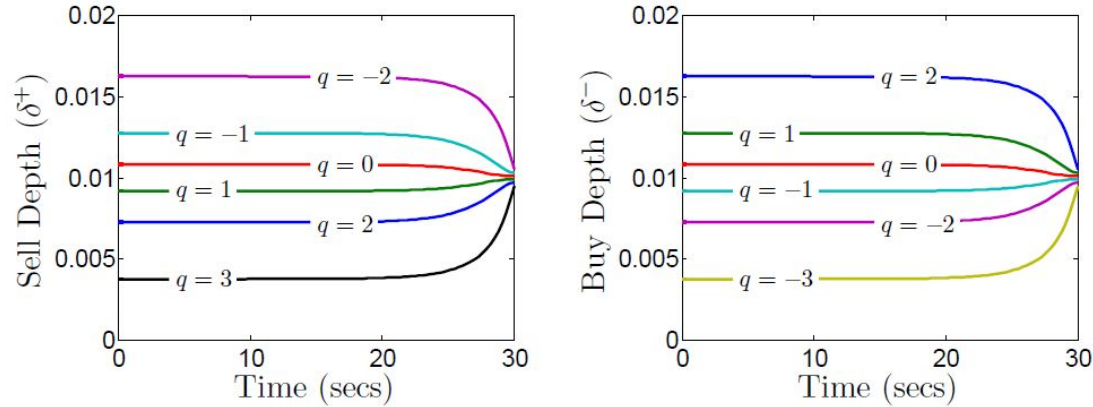 0.02
0.015
0.01
0.005
0
Sell Depth (δ⁺)
q = −2
q = −1
q = 0
q = 1
q = 2
q = 3
0 10 20 30
Time (secs)
0.02
0.015
0.01
0.005
0
Buy Depth (δ⁻)
q = 2
q = 1
q = 0
q = −1
q = −2
q = −3
0 10 20 30
Time (secs)